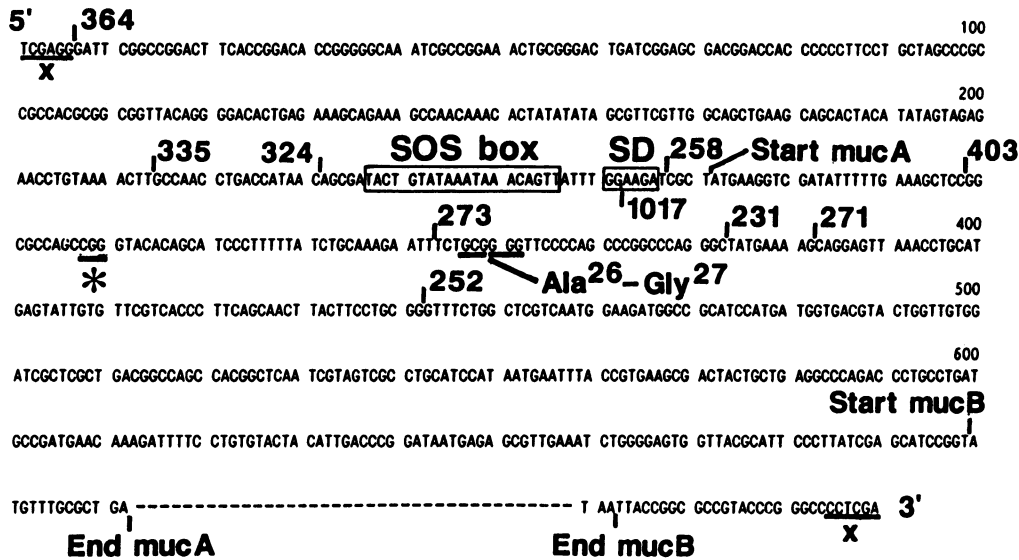 5' 364 100
TCGAGGGATT CGGCCGGACT TCACCGGACA CCGGGGGCAA ATCGCCGGAA ACTGCGGGAC TGATCGGAGC GACGGACCAC CCCCCTTCCT GCTAGCCCGC
X
200
CGCCACGCGG CGGTTACAGG GGACACTGAG AAAGCAGAAA GCCAACAAAC ACTATATATA GCGTTCGTTG GCAGCTGAAG CAGCACTACA TATAGTAGAG
335 324 SOS box SD 258 Start mucA 403
AACCTGTAAA ACTTGCCAAC CTGACCATAAC CAGCGATACT GTATAAATAA ACAGTTATTT GGAAGATCGC TATGAAGGTC GATATTTTTG AAAGCTCCGG
1017
273 231 271 400
CGCCAGCCGG GTACACAGCA TCCCTTTTTA TCTGCAAAGA ATTTCTGCGG GGTTCCCCAG CCCGGCCCAG GGCTATGAAA AGCAGGAGTT AAACCTGCAT
* 252 Ala26-Gly27
500
GAGTATTGTG TTCGTCACCC TTCAGCAACT TACTTCCTGC GGGTTTCTGG CTCGTCAATG GAAGATGGCC GCATCCATGA TGGTGACGTA CTGGTTGTGG
600
ATCGCTCGCT GACGGCCAGC CACGGCTCAA TCGTAGTCGC CTGCATCCAT AATGAATTTA CCGTGAAGCG ACTACTGCTG AGGCCCAGAC CCTGCCTGAT
Start mucB
GCCGATGAAC AAAGATTTTC CTGTGTACTA CATTGACCCG GATAATGAGA GCGTTGAAAT CTGGGGAGTG GTTACGCATT CCCTTATCGA GCATCCGGTA
TGTTTGCGCT GA---------------------------------T AATTACCGGC GCCGTACCCG GGCCCCTCGA 3'
End mucA End mucB X